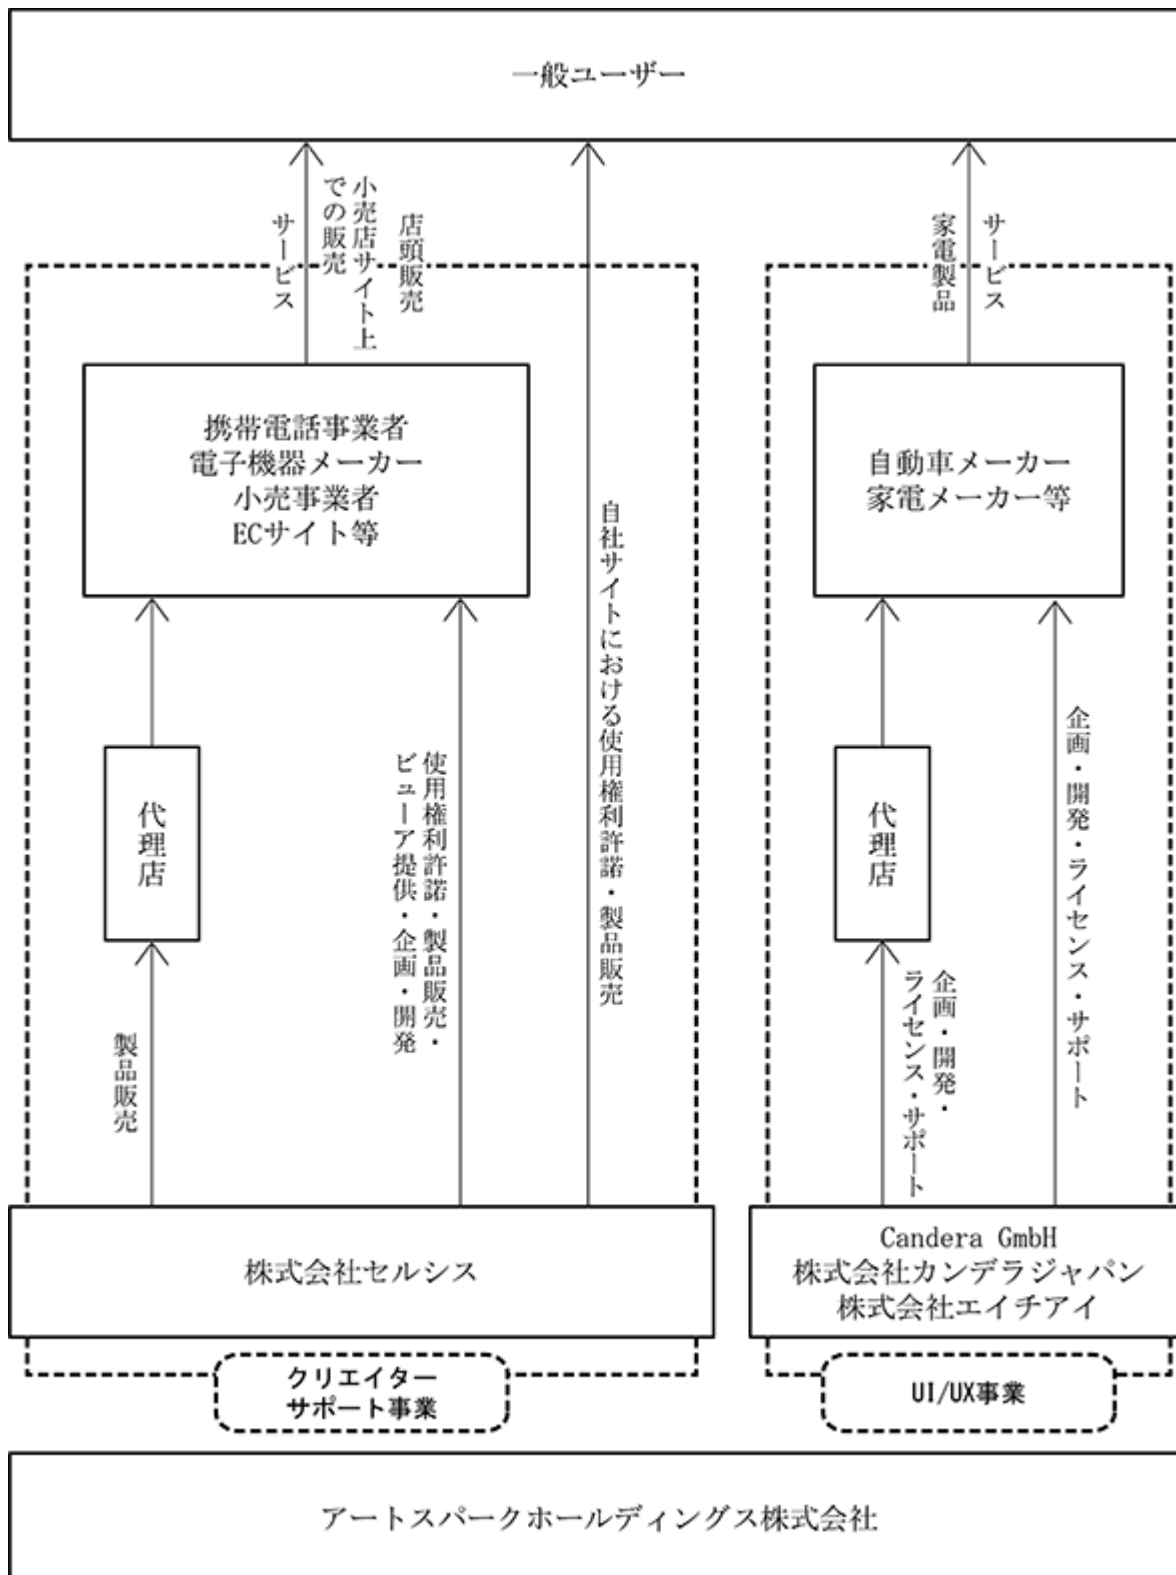 一般ユーザー
サービス
小売店サイト上
での販売
店頭販売
家電製品
サービス
携帯電話事業者
電子機器メーカー
小売事業者
ECサイト等
自動車メーカー
家電メーカー等
自社サイトにおける使用権利許諾・製品販売
代理店
使用権利許諾・製品販売・
ビューア提供・企画・開発
製品販売
代理店
企画・開発・ライセンス・サポート
企画・開発・
ライセンス・サポート
株式会社セルシス
Candera GmbH
株式会社カンデラジャパン
株式会社エイチアイ
クリエイター
サポート事業
UI/UX事業
アートスパークホールディングス株式会社